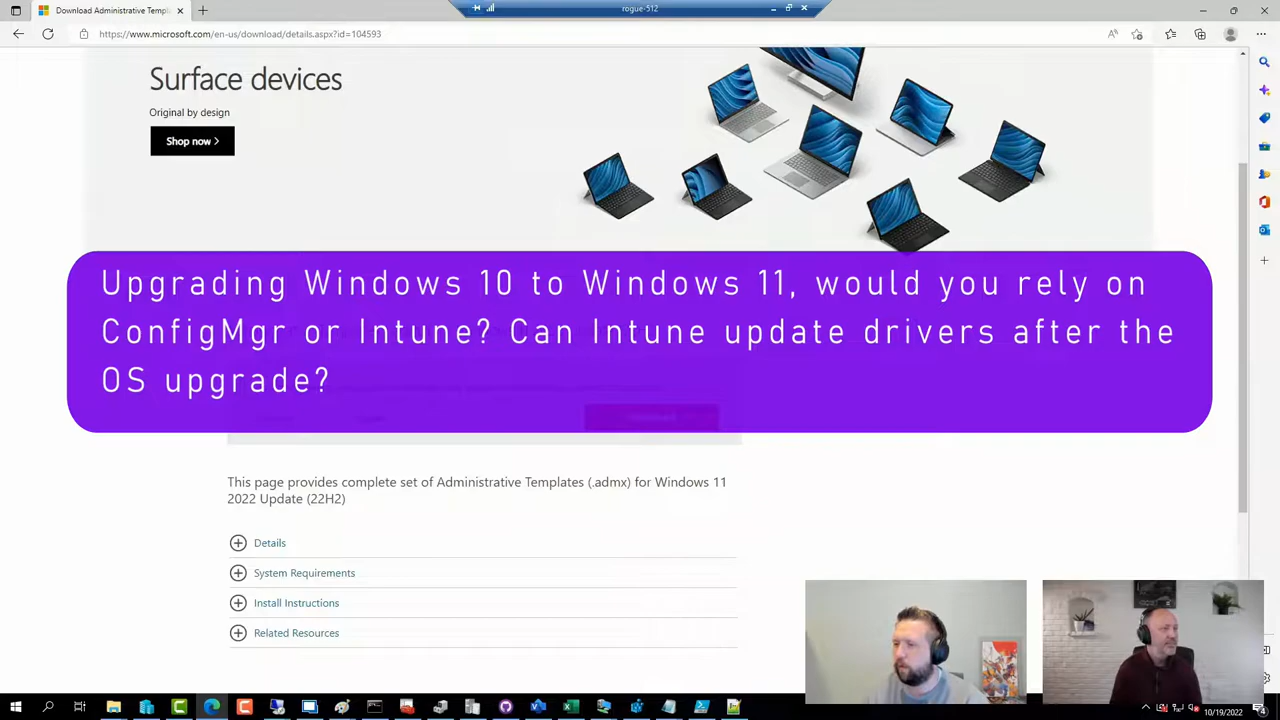 Download Administrative Templ
rogue-512
https://www.microsoft.com/en-us/download/details.aspx?id=104593
Surface devices
Original by design
Shop now >
Upgrading Windows 10 to Windows 11, would you rely on
ConfigMgr or Intune? Can Intune update drivers after the
OS upgrade?
This page provides complete set of Administrative Templates (.admx) for Windows 11
2022 Update (22H2)
Details
System Requirements
Install Instructions
Related Resources
10/19/2022